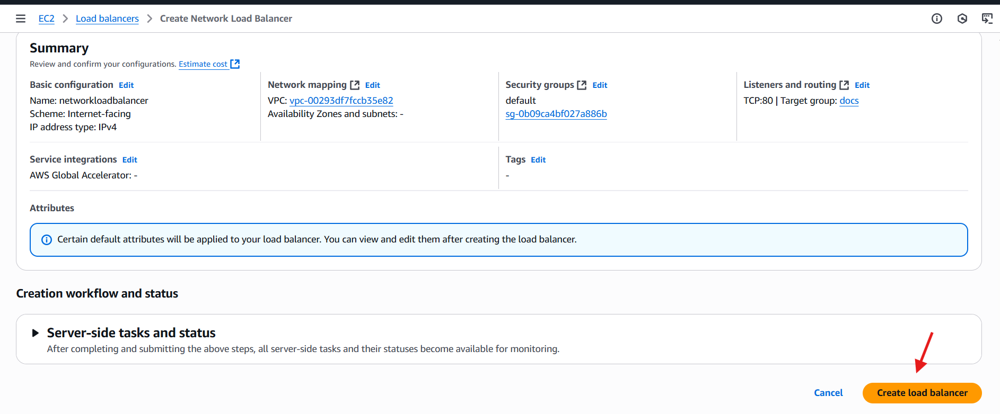 EC2 > Load balancers > Create Network Load Balancer
Summary
Review and confirm your configurations. Estimate cost
Basic configuration Edit
Name: networkloadbalancer
Scheme: Internet-facing
IP address type: IPv4
Network mapping Edit
VPC: vpc-00293df7fccb35e82
Availability Zones and subnets: -
Security groups Edit
default
sg-0b09ca4bf027a886b
Listeners and routing Edit
TCP:80 | Target group: docs
Service integrations Edit
AWS Global Accelerator: -
Tags Edit
-
Attributes
Certain default attributes will be applied to your load balancer. You can view and edit them after creating the load balancer.
Creation workflow and status
Server-side tasks and status
After completing and submitting the above steps, all server-side tasks and their statuses become available for monitoring.
Cancel Create load balancer